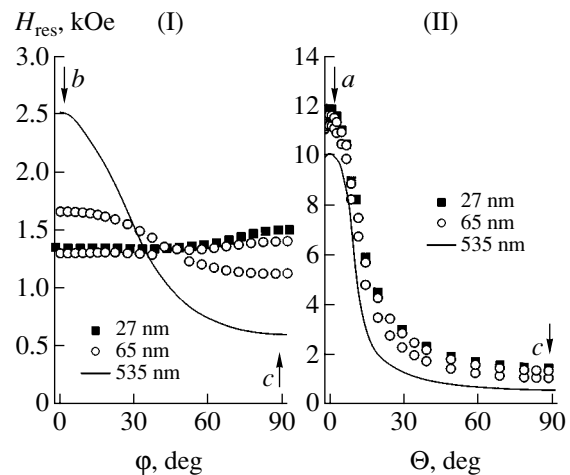 H_res, kOe (I) (II)
3.0
2.5
2.0
1.5
1.0
0.5
0
b
27 nm
65 nm
535 nm
c
0 30 60 90
φ, deg
14
12
10
8
6
4
2
0
a
27 nm
65 nm
535 nm
c
0 30 60 90
Θ, deg